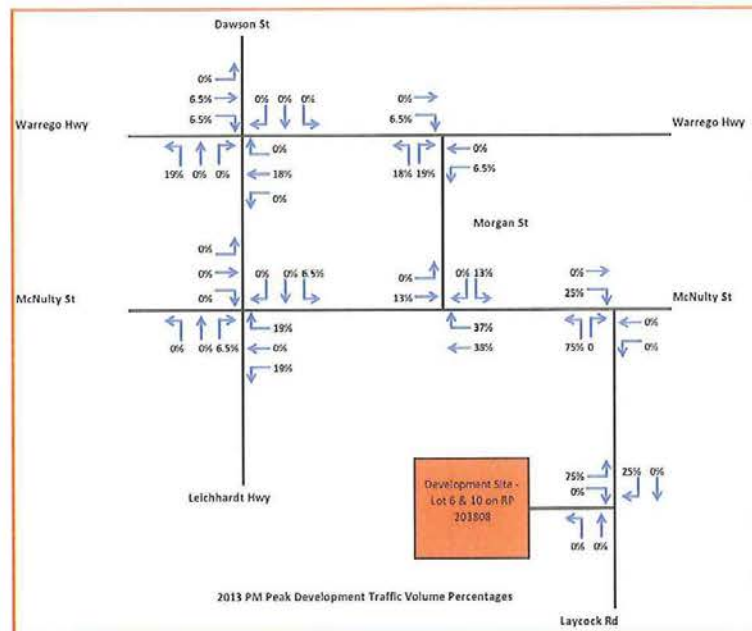 Dawson St
0%
6.5%
0% 0% 0%
0%
6.5%
6.5%
Warrego Hwy
Warrego Hwy
0%
0%
19% 0% 0%
18%
18% 19%
6.5%
0%
Morgan St
0%
0%
0% 0% 6.5%
0%
0% 13%
0%
0%
13%
25%
McNulty St
McNulty St
19%
37%
0%
0% 0% 6.5%
0%
38%
75% 0
0%
19%
75%
25% 0%
Leichhardt Hwy
Development Site -
Lot 6 & 10 on RP
203808
0%
0% 0%
2013 PM Peak Development Traffic Volume Percentages
Laycock Rd